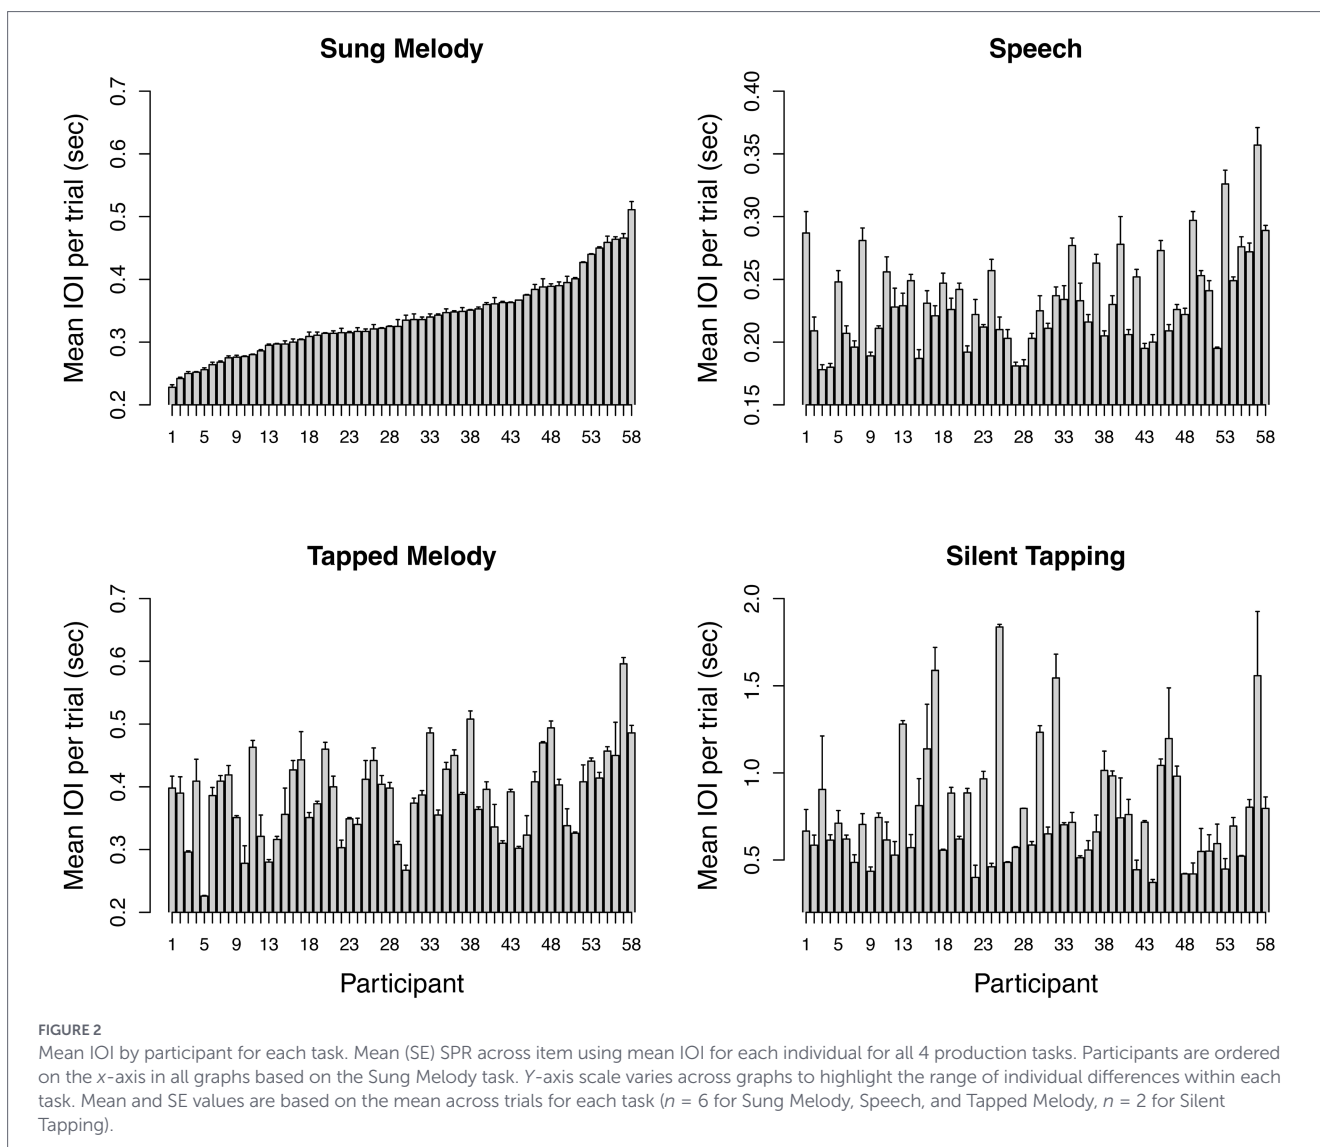 Sung Melody
Mean IOI per trial (sec)
0.2 0.3 0.4 0.5 0.6 0.7
1 5 9 13 18 23 28 33 38 43 48 53 58
Speech
Mean IOI per trial (sec)
0.15 0.20 0.25 0.30 0.35 0.40
1 5 9 13 18 23 28 33 38 43 48 53 58
Tapped Melody
Mean IOI per trial (sec)
0.2 0.3 0.4 0.5 0.6 0.7
1 5 9 13 18 23 28 33 38 43 48 53 58
Participant
Silent Tapping
Mean IOI per trial (sec)
0.5 1.0 1.5 2.0
1 5 9 13 18 23 28 33 38 43 48 53 58
Participant
FIGURE 2
Mean IOI by participant for each task. Mean (SE) SPR across item using mean IOI for each individual for all 4 production tasks. Participants are ordered
on the x-axis in all graphs based on the Sung Melody task. Y-axis scale varies across graphs to highlight the range of individual differences within each
task. Mean and SE values are based on the mean across trials for each task (n = 6 for Sung Melody, Speech, and Tapped Melody, n = 2 for Silent
Tapping).